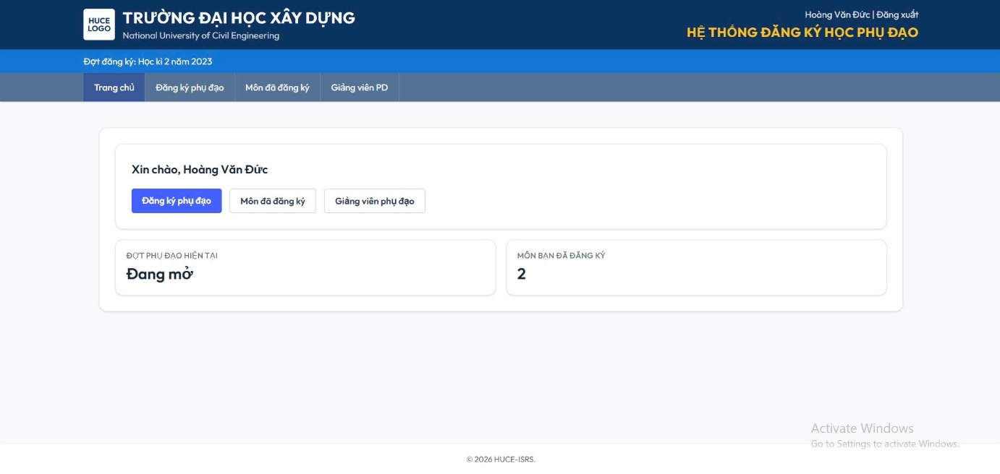 HUCE
LOGO
TRƯỜNG ĐẠI HỌC XÂY DỰNG
National University of Civil Engineering
Hoàng Văn Đức | Đăng xuất
HỆ THỐNG ĐĂNG KÝ HỌC PHỤ ĐẠO
Đợt đăng ký: Học kì 2 năm 2023
Trang chủ
Đăng ký phụ đạo
Môn đã đăng ký
Giảng viên PD
Xin chào, Hoàng Văn Đức
Đăng ký phụ đạo
Môn đã đăng ký
Giảng viên phụ đạo
ĐỢT PHỤ ĐẠO HIỆN TẠI
Đang mở
MÔN BẠN ĐÃ ĐĂNG KÝ
2
Activate Windows
Go to Settings to activate Windows.
© 2026 HUCE-ISRS.